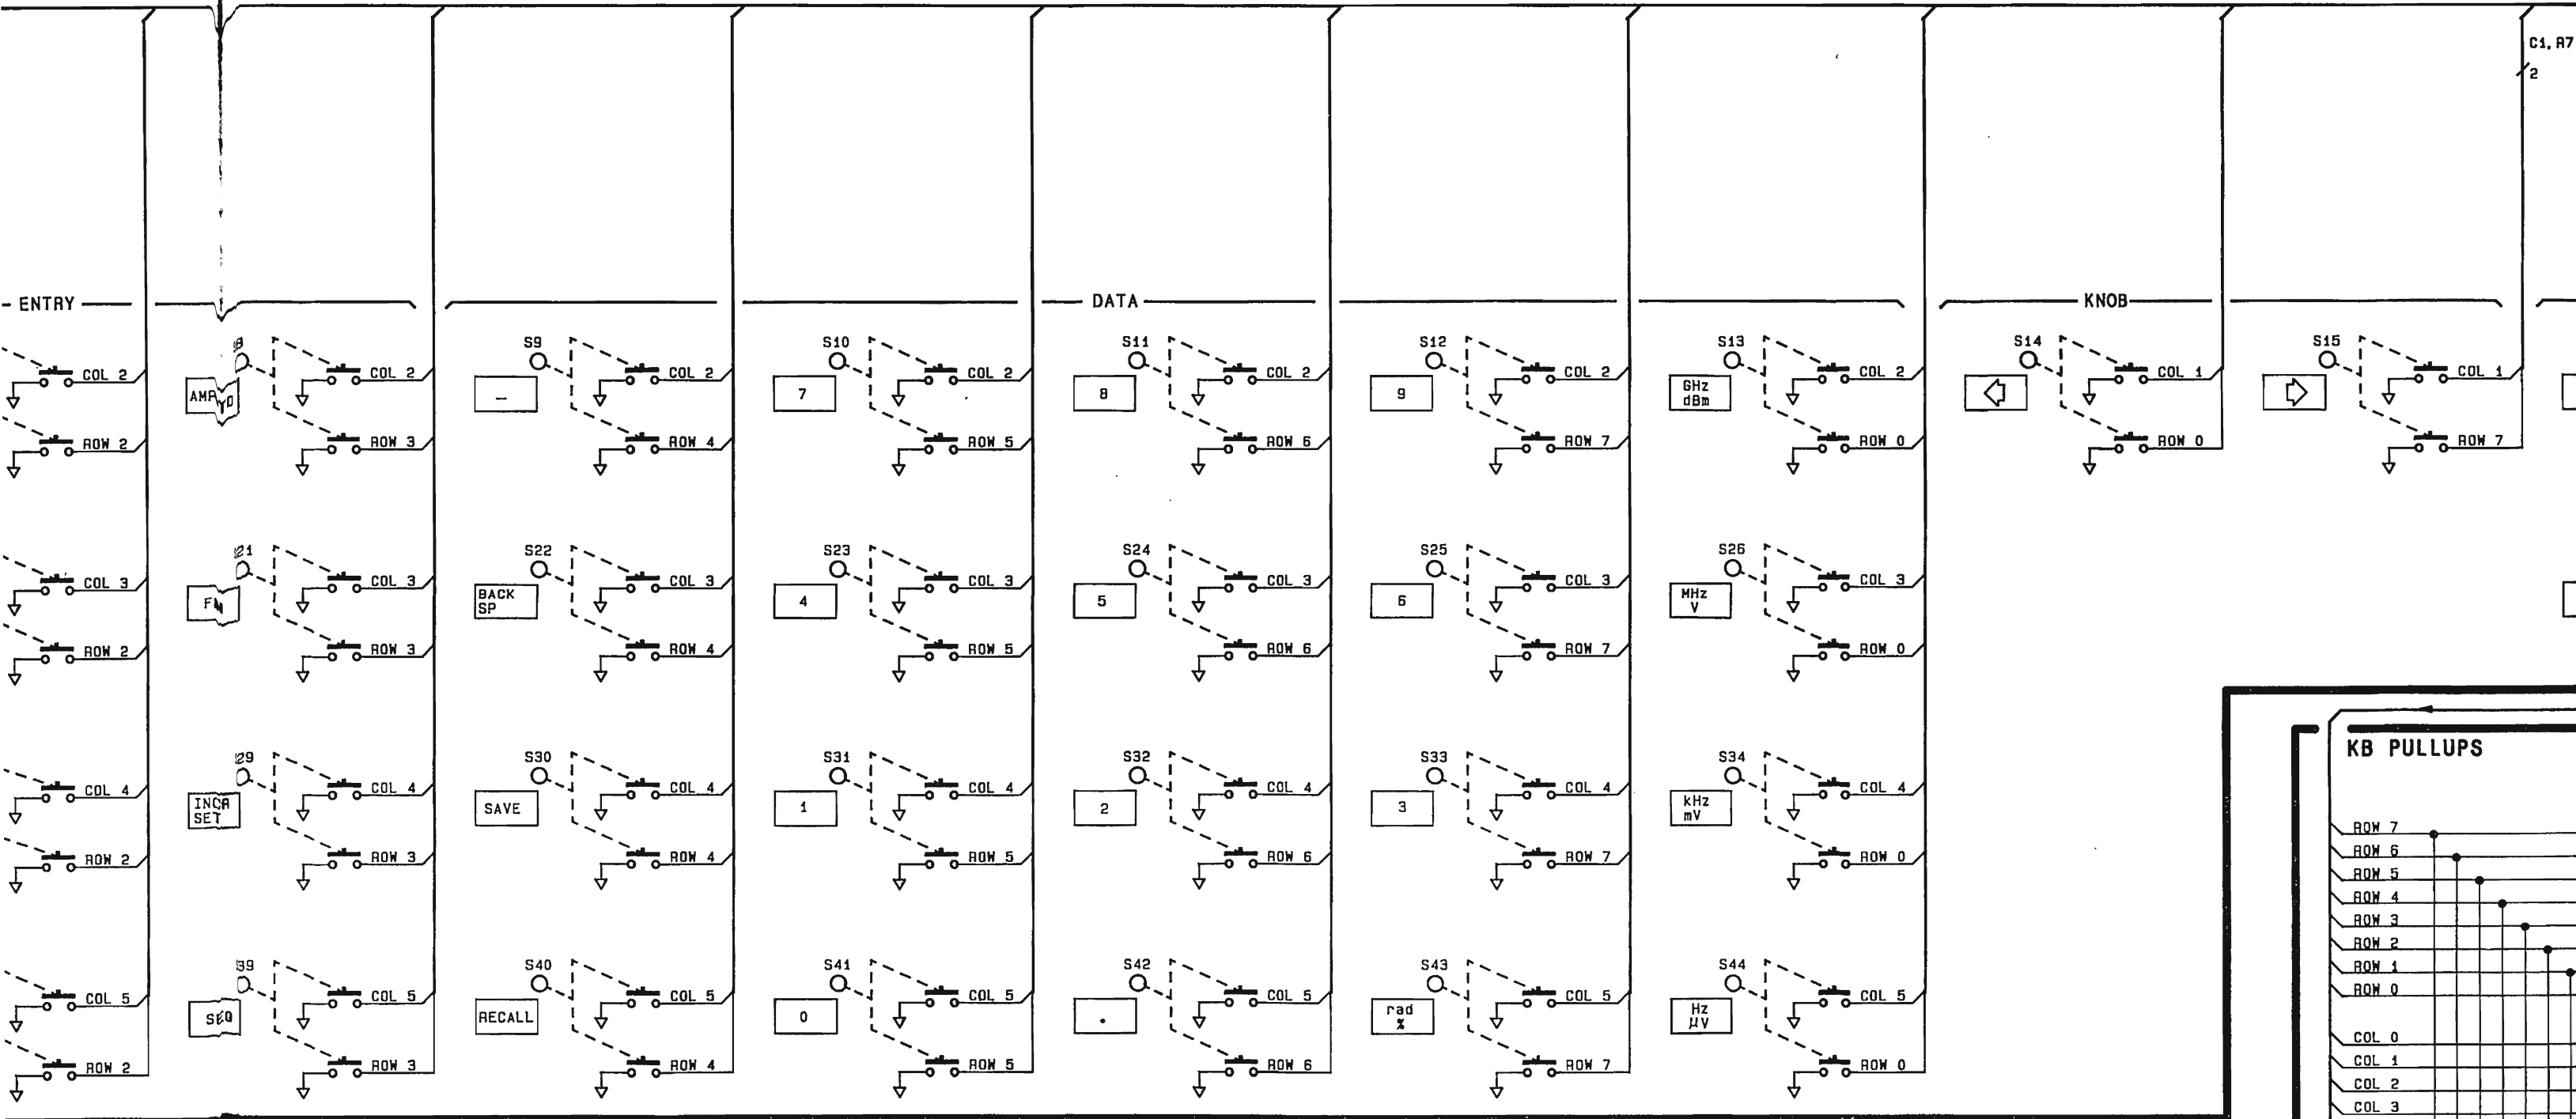 C1, R7
2
ENTRY
DATA
KNOB
S9
S10
S11
S12
S13
S14
S15
COL 2
COL 2
COL 2
COL 2
COL 2
COL 2
COL 2
COL 1
COL 1
—
7
8
9
GHz
dBm
ROW 2
ROW 3
ROW 4
ROW 5
ROW 6
ROW 7
ROW 0
ROW 0
ROW 7
S22
S23
S24
S25
S26
COL 3
COL 3
COL 3
COL 3
COL 3
COL 3
COL 3
FM
BACK
SP
4
5
6
MHz
V
ROW 2
ROW 3
ROW 4
ROW 5
ROW 6
ROW 7
ROW 0
KB PULLUPS
S30
S31
S32
S33
S34
COL 4
COL 4
COL 4
COL 4
COL 4
COL 4
COL 4
INCR
SET
SAVE
1
2
3
kHz
mV
ROW 2
ROW 3
ROW 4
ROW 5
ROW 6
ROW 7
ROW 0
S40
S41
S42
S43
S44
COL 5
COL 5
COL 5
COL 5
COL 5
COL 5
COL 5
SEQ
RECALL
0
.
rad
%
Hz
μV
ROW 2
ROW 3
ROW 4
ROW 5
ROW 6
ROW 7
ROW 0
ROW 7
ROW 6
ROW 5
ROW 4
ROW 3
ROW 2
ROW 1
ROW 0
COL 0
COL 1
COL 2
COL 3